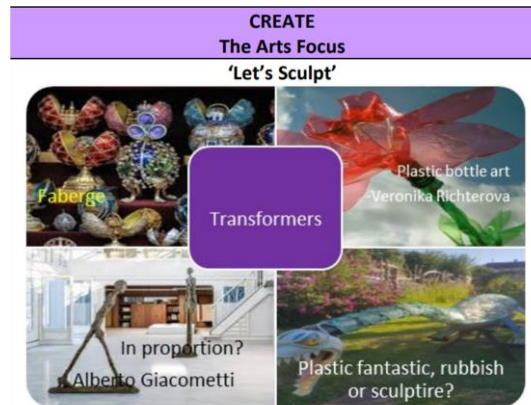 CREATE
The Arts Focus
‘Let’s Sculpt’
Faberge
Plastic bottle art
-Veronika Richterova
Transformers
In proportion?
Alberto Giacometti
Plastic fantastic, rubbish
or sculptire?